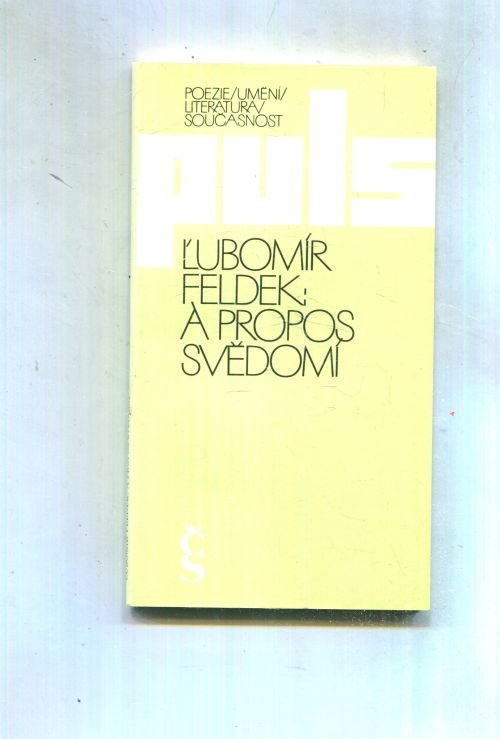 POEZIE/UMĚNÍ/
LITERATURA/
SOUČASNOST
puls
ĽUBOMÍR
FELDEK:
À PROPOS
SVĚDOMÍ
ČS